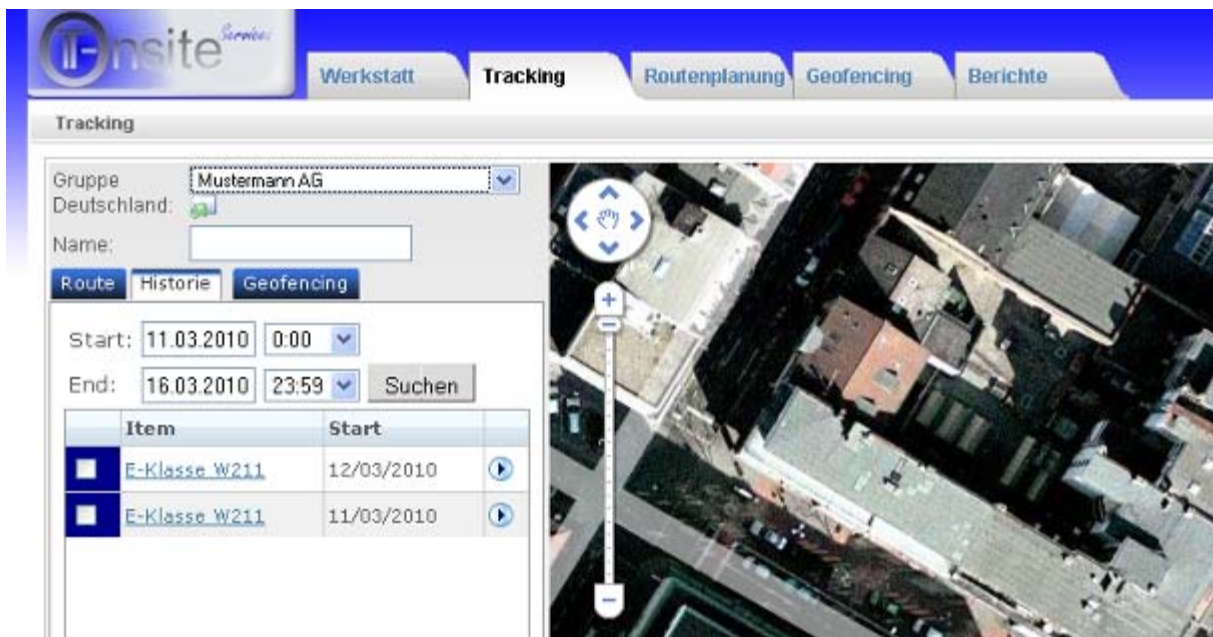 IT-Onsite Services
Werkstatt Tracking Routenplanung Geofencing Berichte
Tracking
Gruppe Mustermann AG
Deutschland:
Name:
Route Historie Geofencing
Start: 11.03.2010 0:00
End: 16.03.2010 23:59 Suchen
Item Start
E-Klasse W211 12/03/2010
E-Klasse W211 11/03/2010